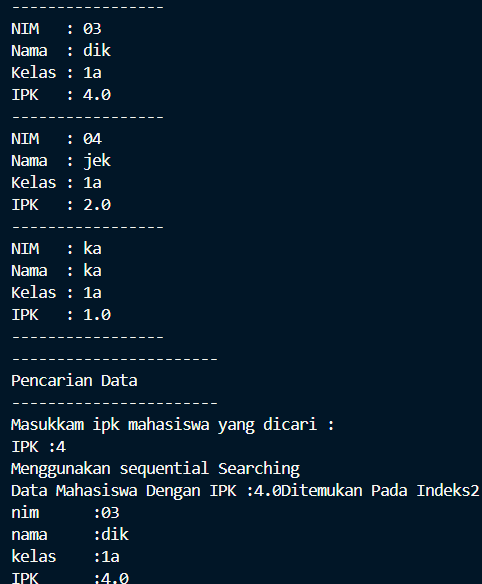 -----------------
NIM   : 03
Nama  : dik
Kelas : 1a
IPK   : 4.0
-----------------
NIM   : 04
Nama  : jek
Kelas : 1a
IPK   : 2.0
-----------------
NIM   : ka
Nama  : ka
Kelas : 1a
IPK   : 1.0
-----------------
-----------------------
Pencarian Data
-----------------------
Masukkam ipk mahasiswa yang dicari :
IPK :4
Menggunakan sequential Searching
Data Mahasiswa Dengan IPK :4.0Ditemukan Pada Indeks2
nim      :03
nama     :dik
kelas    :1a
IPK      :4.0